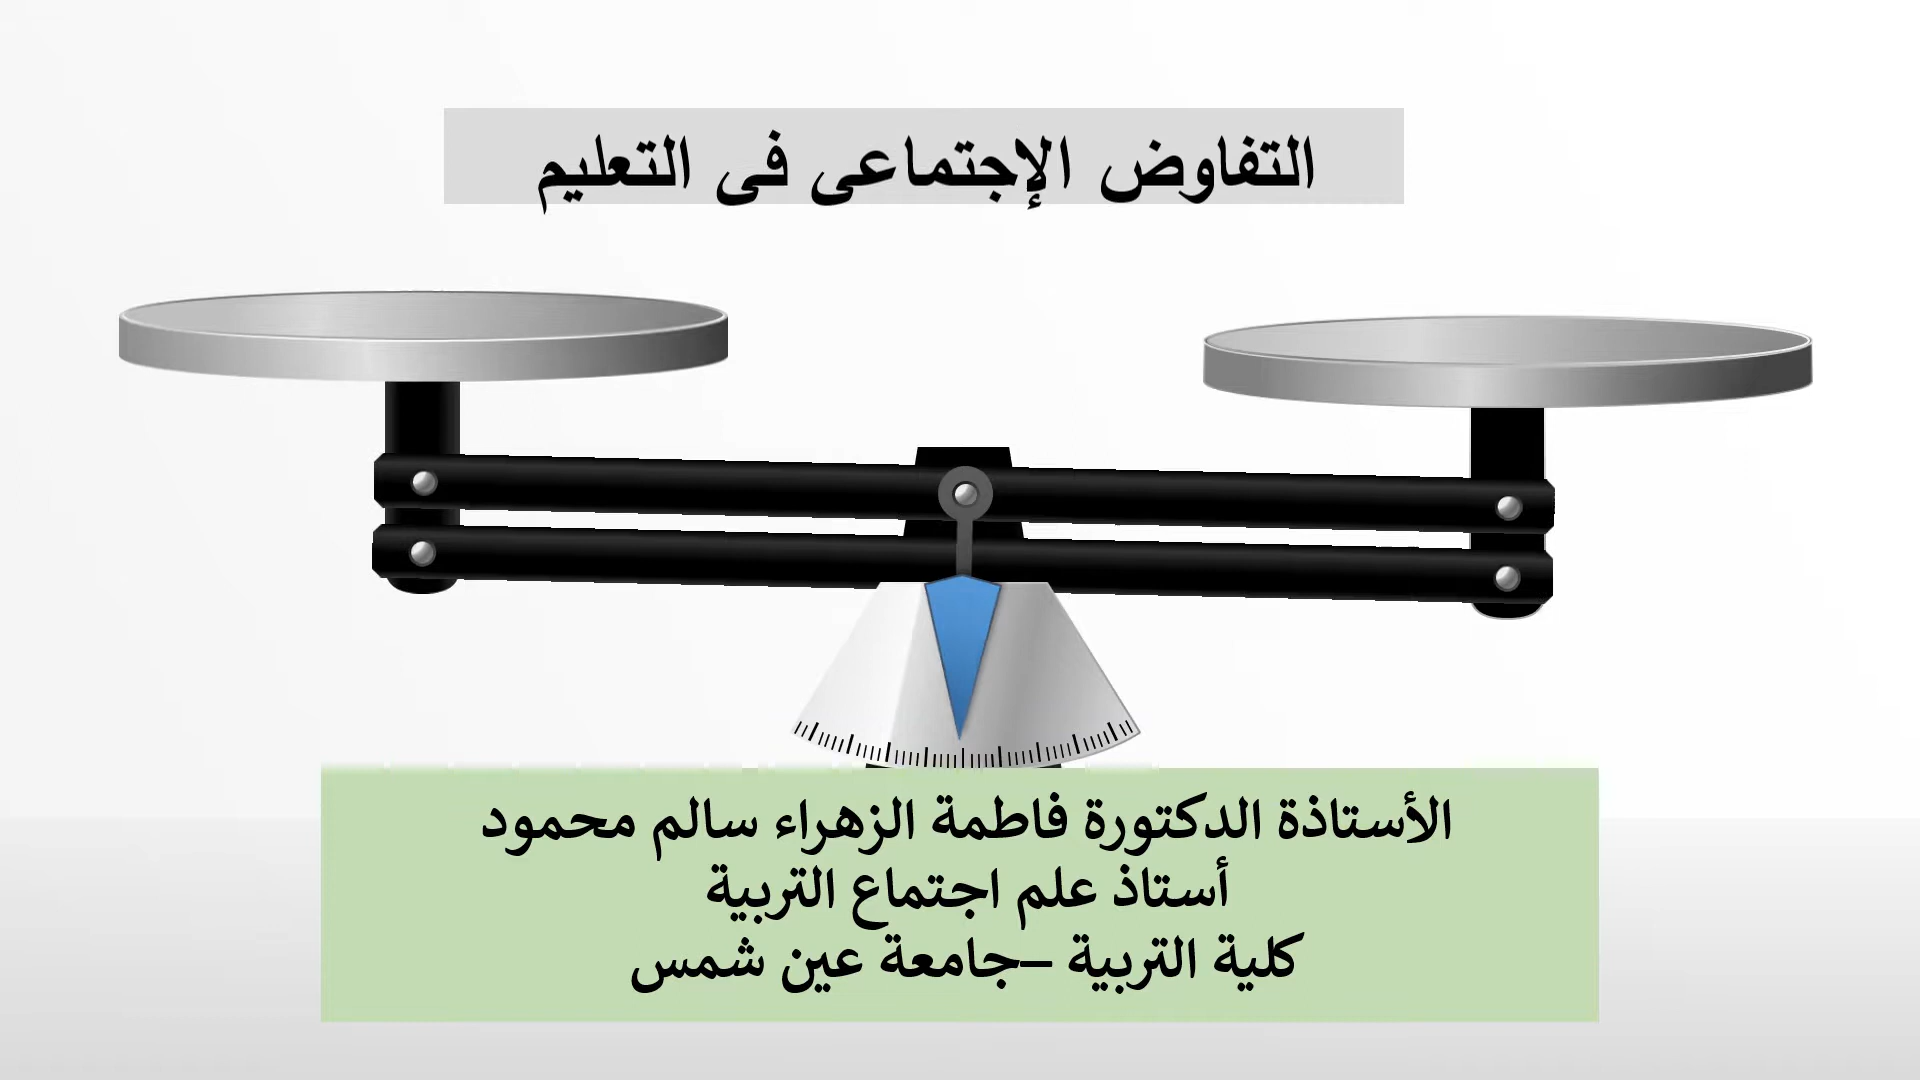 التفاوض الإجتماعى فى التعليم
الأستاذة الدكتورة فاطمة الزهراء سالم محمود
أستاذ علم اجتماع التربية
كلية التربية –جامعة عين شمس